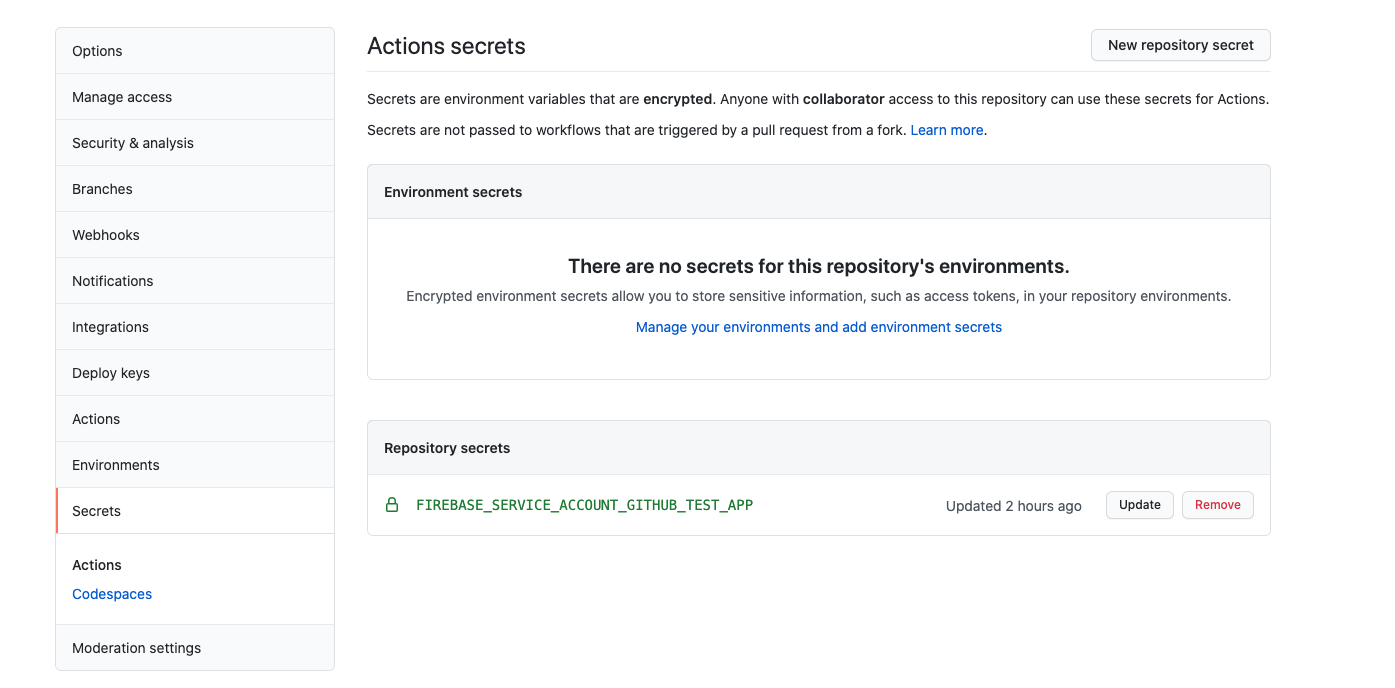 Options
Manage access
Security & analysis
Branches
Webhooks
Notifications
Integrations
Deploy keys
Actions
Environments
Secrets
Actions
Codespaces
Moderation settings
Actions secrets
New repository secret
Secrets are environment variables that are encrypted. Anyone with collaborator access to this repository can use these secrets for Actions.
Secrets are not passed to workflows that are triggered by a pull request from a fork. Learn more.
Environment secrets
There are no secrets for this repository's environments.
Encrypted environment secrets allow you to store sensitive information, such as access tokens, in your repository environments.
Manage your environments and add environment secrets
Repository secrets
FIREBASE_SERVICE_ACCOUNT_GITHUB_TEST_APP
Updated 2 hours ago
Update
Remove